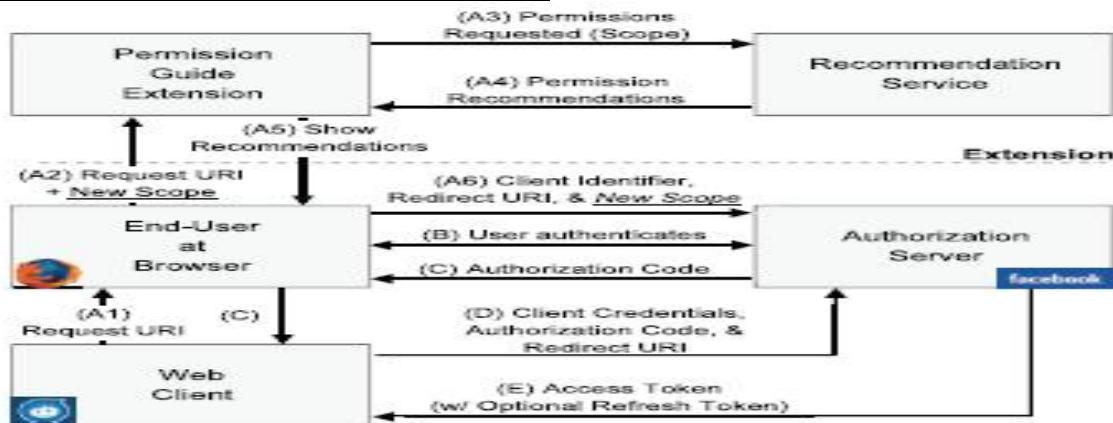 (A3) Permissions
Requested (Scope)
Permission
Guide
Extension
Recommendation
Service
(A4) Permission
Recommendations
(A5) Show
Recommendations
Extension
(A2) Request URI
+ New Scope
(A6) Client Identifier,
Redirect URI, & New Scope
End-User
at
Browser
(B) User authenticates
Authorization
Server
(C) Authorization Code
facebook
(A1)
Request URI
(C)
(D) Client Credentials,
Authorization Code, &
Redirect URI
Web
Client
(E) Access Token
(w/ Optional Refresh Token)